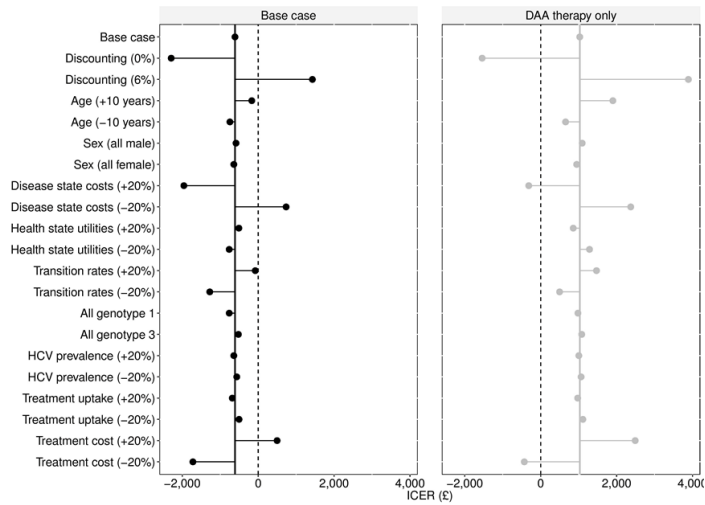 Base case
DAA therapy only
Base case
Discounting (0%)
Discounting (6%)
Age (+10 years)
Age (−10 years)
Sex (all male)
Sex (all female)
Disease state costs (+20%)
Disease state costs (−20%)
Health state utilities (+20%)
Health state utilities (−20%)
Transition rates (+20%)
Transition rates (−20%)
All genotype 1
All genotype 3
HCV prevalence (+20%)
HCV prevalence (−20%)
Treatment uptake (+20%)
Treatment uptake (−20%)
Treatment cost (+20%)
Treatment cost (−20%)
−2,000 0 2,000 4,000 −2,000 0 2,000 4,000
ICER (£)